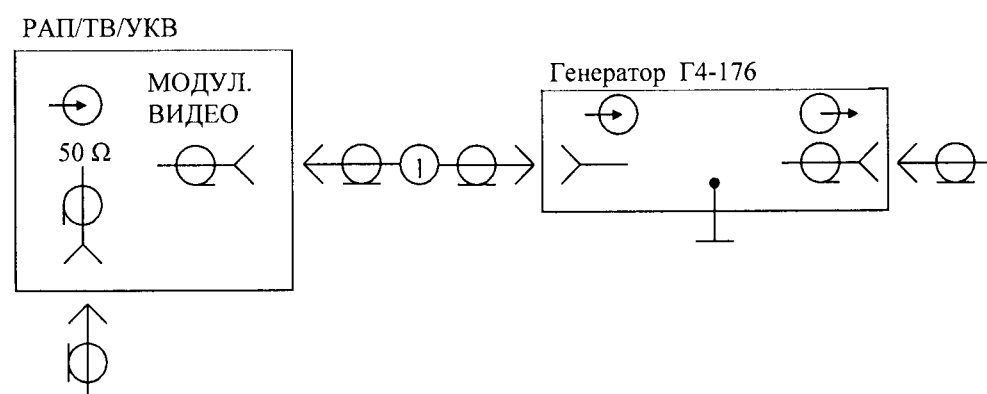 РАП/ТВ/УКВ
МОДУЛ.
ВИДЕО
50 Ω
1
Генератор Г4-176